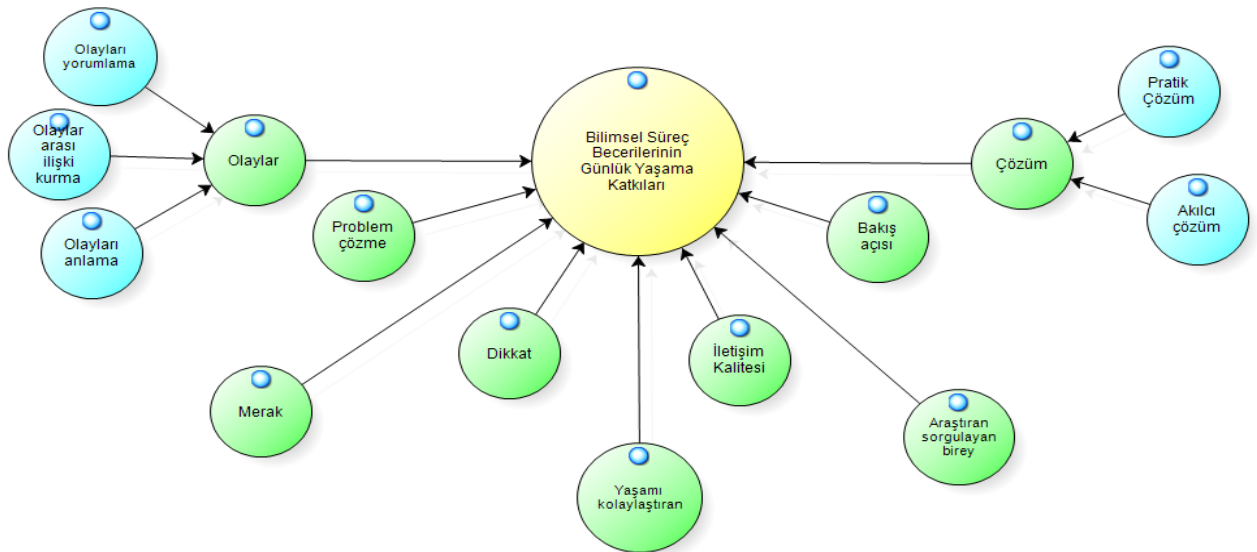 Olayları
yorumlama
Olaylar
arası
ilişki
kurma
Olayları
anlama
Olaylar
Problem
çözme
Merak
Dikkat
Bilimsel Süreç
Becerilerinin
Günlük Yaşama
Katkıları
Yaşamı
kolaylaştıran
İletişim
Kalitesi
Araştıran
sorgulayan
birey
Bakış
açısı
Çözüm
Pratik
Çözüm
Akılcı
çözüm